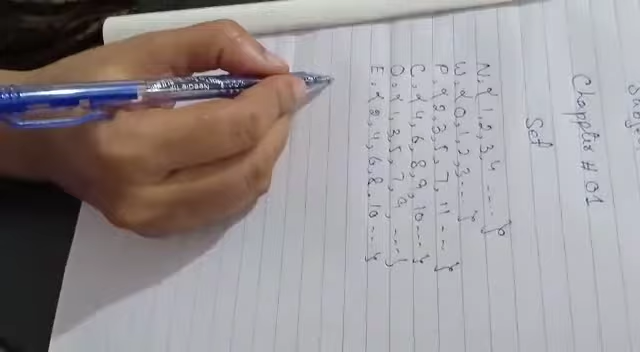 Chapter # 01
Set
N: { 1, 2, 3, 4 ---- }
W: { 0, 1, 2, 3 --- }
P: { 2, 3, 5, 7, 11 --- }
C: { 4, 6, 8, 9, 10 --- }
O: { 1, 3, 5, 7, 9, --- }
E: { 2, 4, 6, 8, 10 --- }